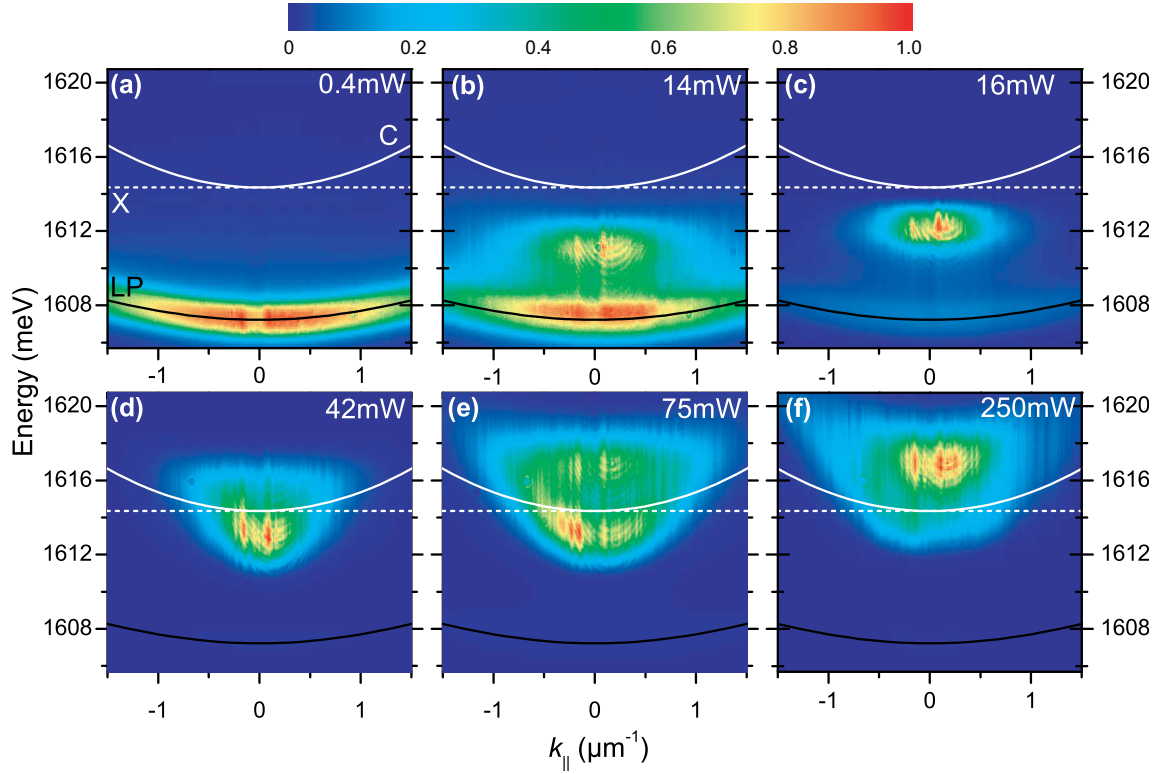 0 0.2 0.4 0.6 0.8 1.0
(a) 0.4mW (b) 14mW (c) 16mW
1620 1620
C
1616 1616
X
1612 1612
LP
1608 1608
-1 0 1 -1 0 1 -1 0 1
(d) 42mW (e) 75mW (f) 250mW
1620 1620
1616 1616
1612 1612
1608 1608
-1 0 1 -1 0 1 -1 0 1
Energy (meV)
k|| (μm-1)